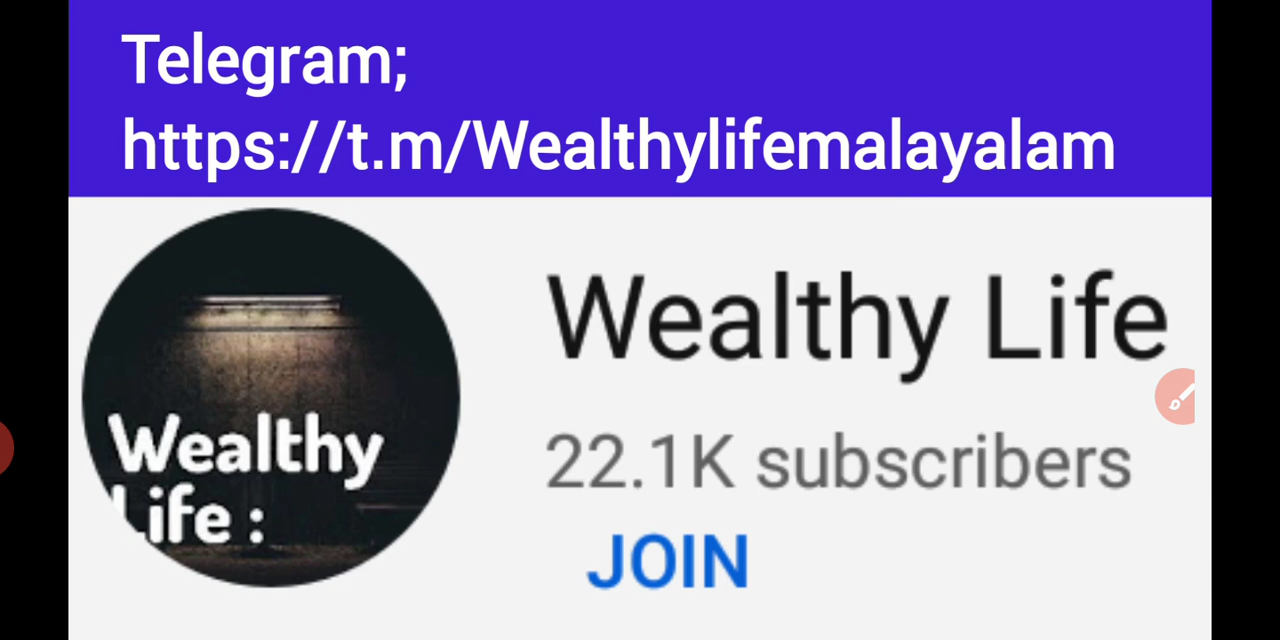 Telegram;
https://t.m/Wealthylifemalayalam
Wealthy Life
22.1K subscribers
JOIN
Wealthy
Life :